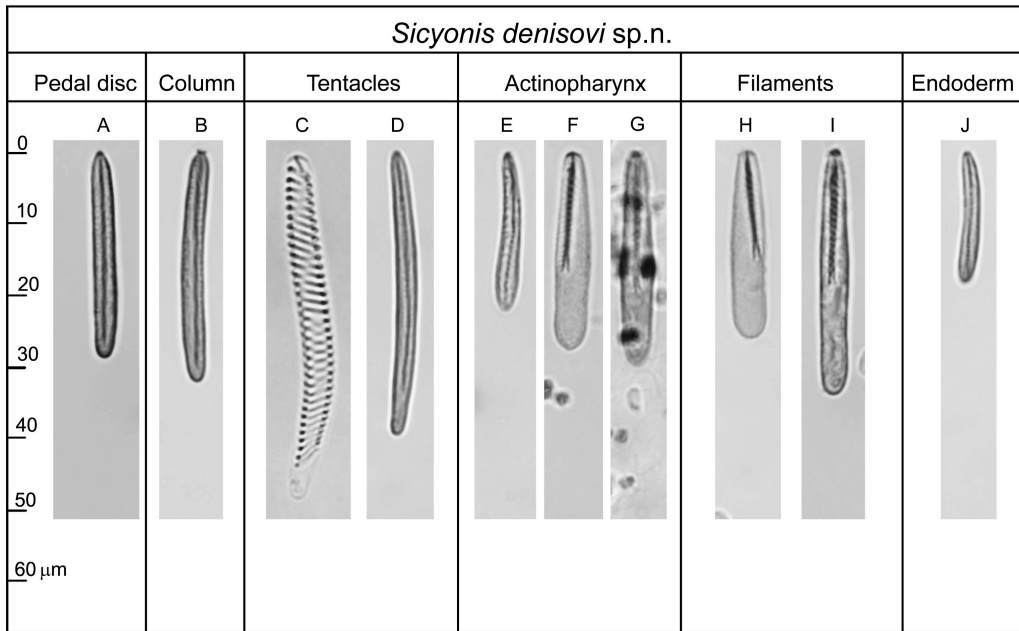 Sicyonis denisovi sp.n.
Pedal disc Column Tentacles Actinopharynx Filaments Endoderm
A B C D E F G H I J
0
10
20
30
40
50
60 μm